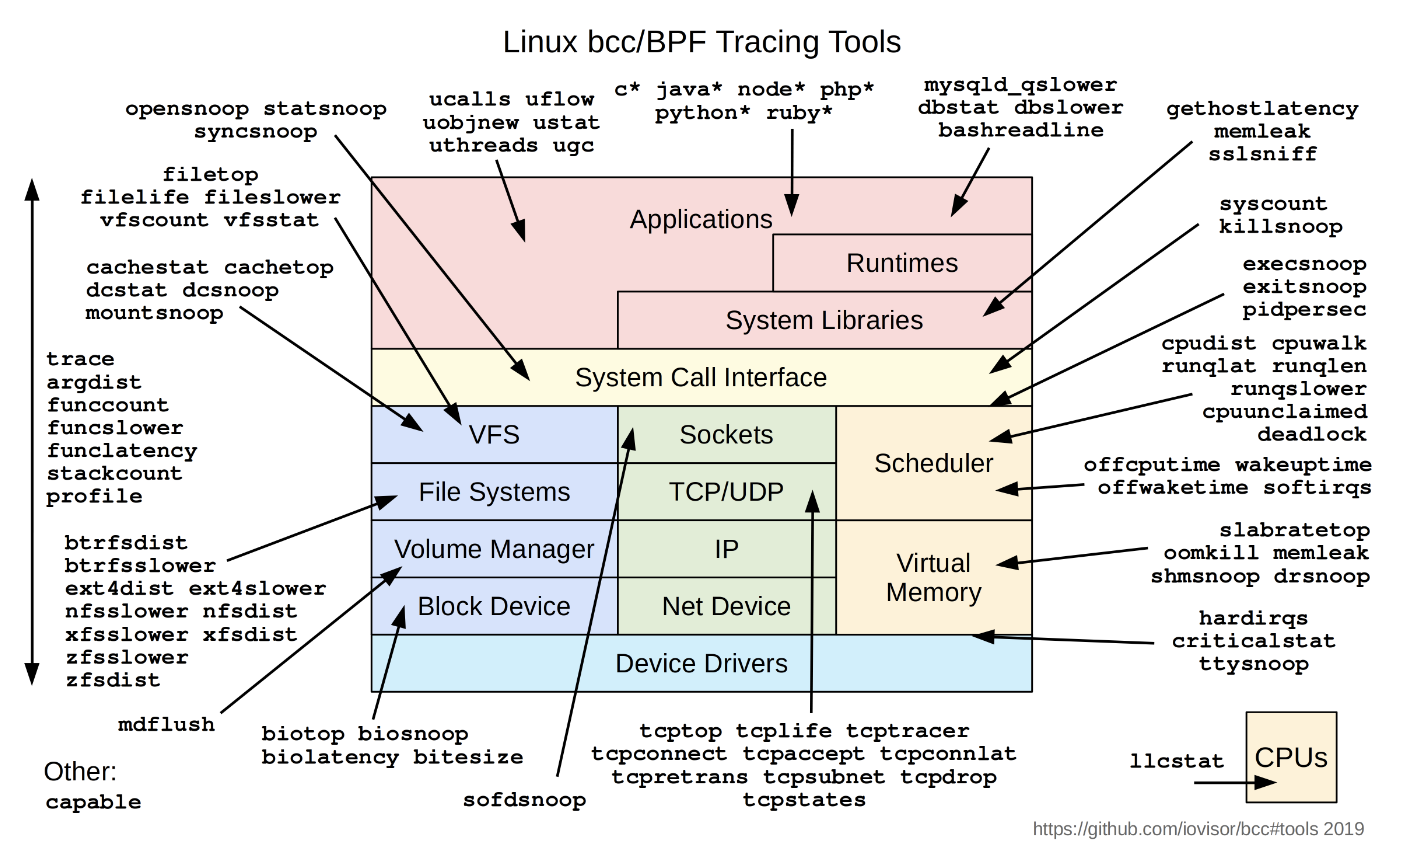 Linux bcc/BPF Tracing Tools
opensnoop statsnoop
syncsnoop
ucalls uflow
uobjnew ustat
uthreads ugc
c* java* node* php*
python* ruby*
mysqld_qslower
dbstat dbslower
bashreadline
gethostlatency
memleak
sslsniff
filetop
filelife fileslower
vfscount vfsstat
syscount
killsnoop
cachestat cachetop
dcstat dcsnoop
mountsnoop
execsnoop
exitsnoop
pidpersec
trace
argdist
funccount
funcslower
funclatency
stackcount
profile
cpudist cpuwalk
runqlat runqlen
runqslower
cpuunclaimed
deadlock
offcputime wakeuptime
offwaketime softirqs
btrfsdist
btrfsslower
ext4dist ext4slower
nfsslower nfsdist
xfsslower xfsdist
zfsslower
zfsdist
slabratetop
oomkill memleak
shmsnoop drsnoop
hardirqs
criticalstat
ttysnoop
Applications
Runtimes
System Libraries
System Call Interface
VFS
Sockets
Scheduler
File Systems
TCP/UDP
Volume Manager
IP
Virtual
Memory
Block Device
Net Device
Device Drivers
mdflush
biotop biosnoop
biolatency bitesize
sofdsnoop
tcptop tcplife tcptracer
tcpconnect tcpaccept tcpconnlat
tcpretrans tcpsubnet tcpdrop
tcpstates
llcstat
CPUs
Other:
capable
https://github.com/iovisor/bcc#tools 2019